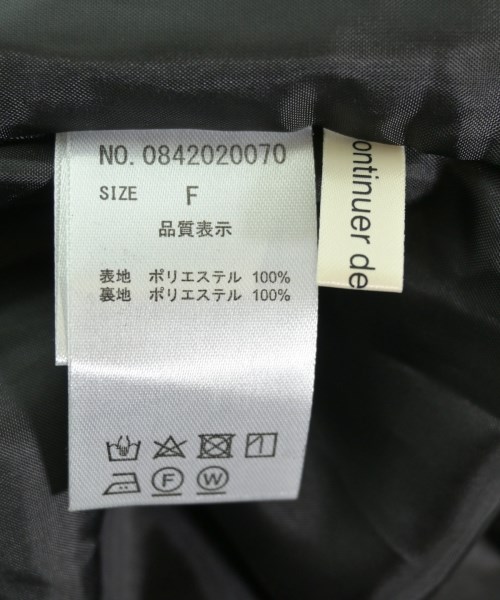 NO. 0842020070
SIZE F
品質表示
表地 ポリエステル 100%
裏地 ポリエステル 100%
F W
ontinuer de